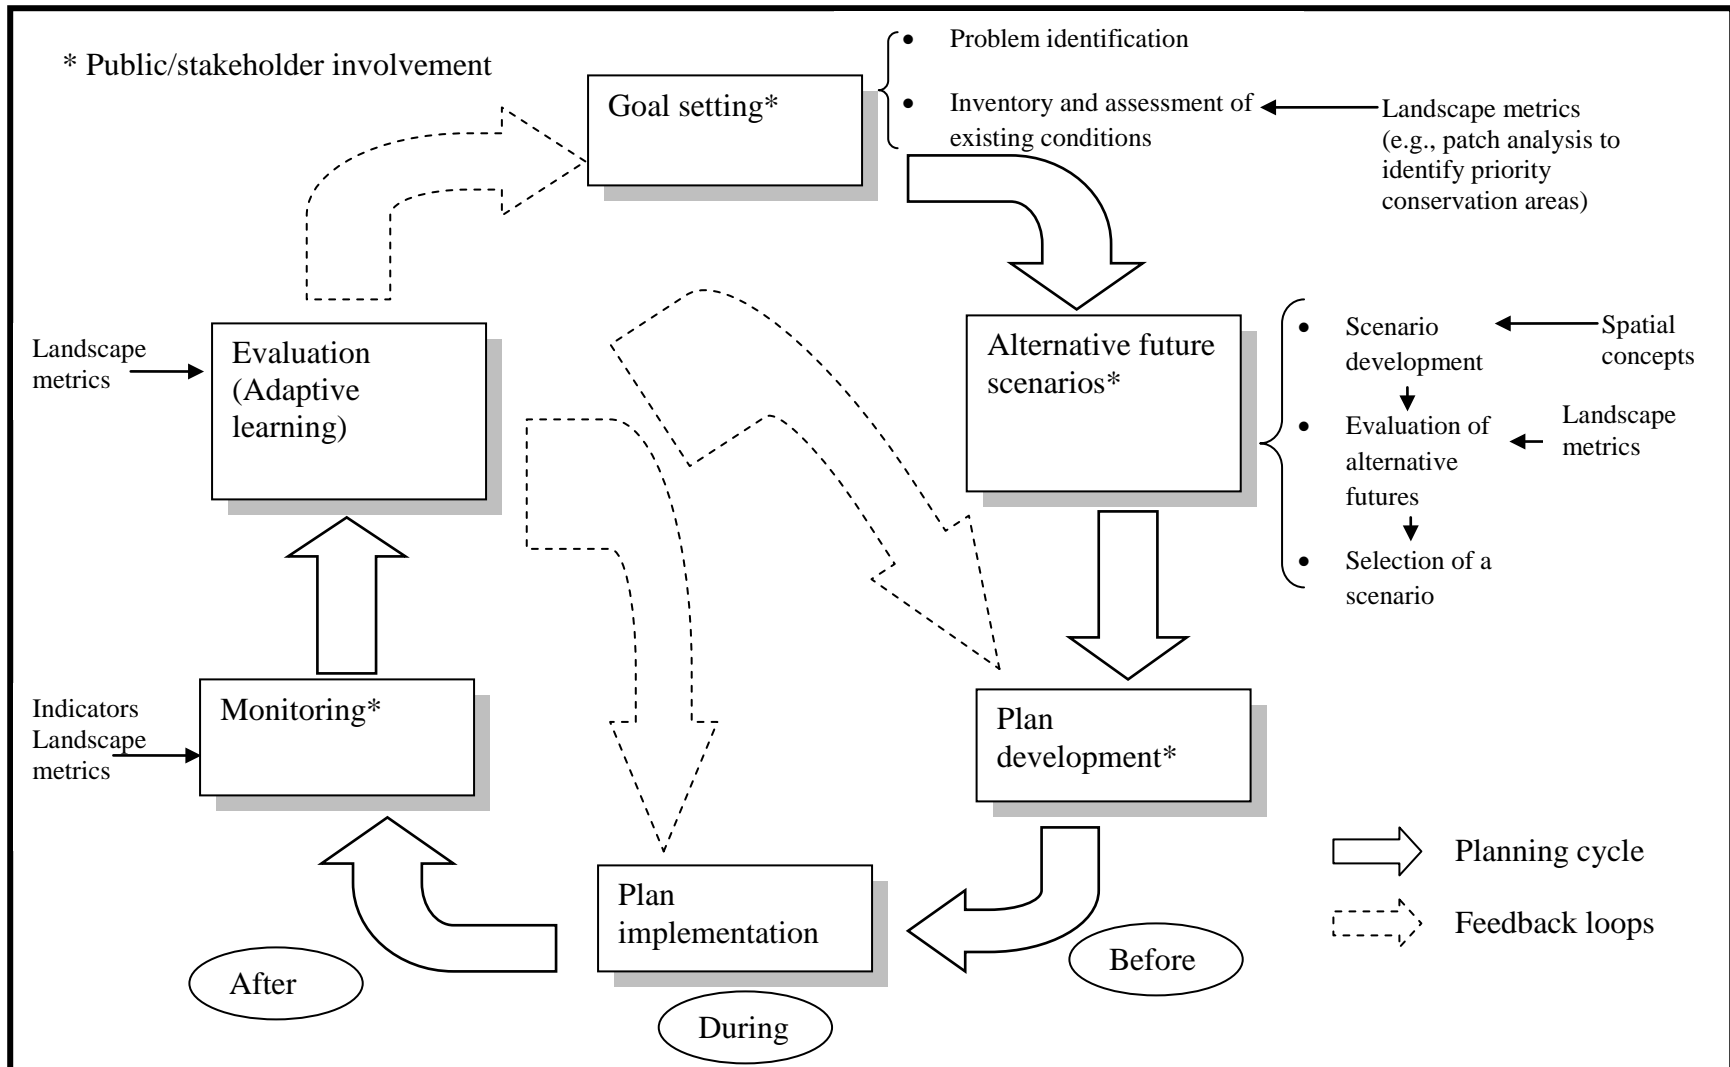 * Public/stakeholder involvement
Goal setting*
• Problem identification
• Inventory and assessment of
existing conditions
Landscape metrics
(e.g., patch analysis to
identify priority
conservation areas)
Alternative future
scenarios*
• Scenario
development
Spatial
concepts
• Evaluation of
alternative
futures
Landscape
metrics
• Selection of a
scenario
Landscape
metrics
Evaluation
(Adaptive
learning)
Indicators
Landscape
metrics
Monitoring*
Plan
development*
Plan
implementation
Before
During
After
Planning cycle
Feedback loops